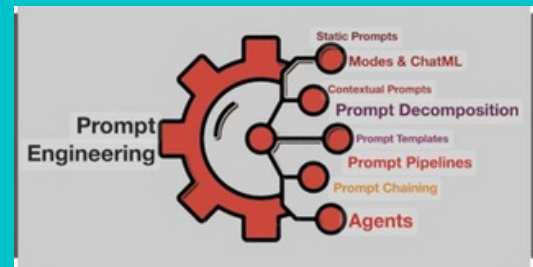 Prompt
Engineering
Static Prompts
Modes & ChatML
Contextual Prompts
Prompt Decomposition
Prompt Templates
Prompt Pipelines
Prompt Chaining
Agents